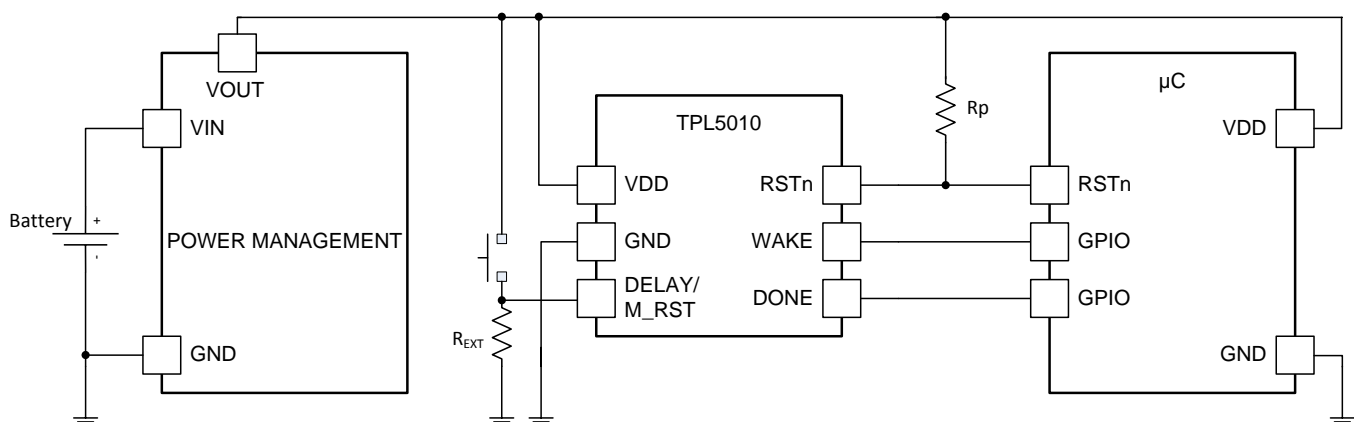 VOUT
VIN
Battery
+
-
POWER MANAGEMENT
GND
R_EXT
TPL5010
VDD
GND
DELAY/
M_RST
RSTn
WAKE
DONE
Rp
µC
VDD
RSTn
GPIO
GPIO
GND